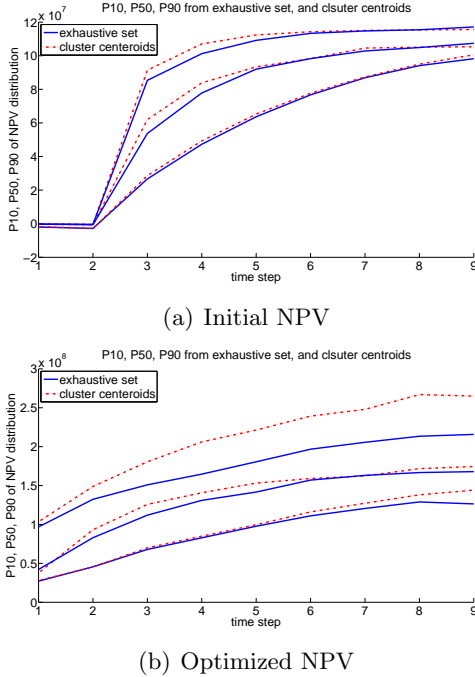 P10, P50, P90 from exhaustive set, and clsuter centroids
x 10^7
exhaustive set
cluster centeroids
P10, P50, P90 of NPV distribution
12
10
8
6
4
2
0
−2
1 2 3 4 5 6 7 8 9
time step
(a) Initial NPV
P10, P50, P90 from exhaustive set, and clsuter centroids
x 10^8
exhaustive set
cluster centeroids
P10, P50, P90 of NPV distribution
3
2.5
2
1.5
1
0.5
0
1 2 3 4 5 6 7 8 9
time step
(b) Optimized NPV